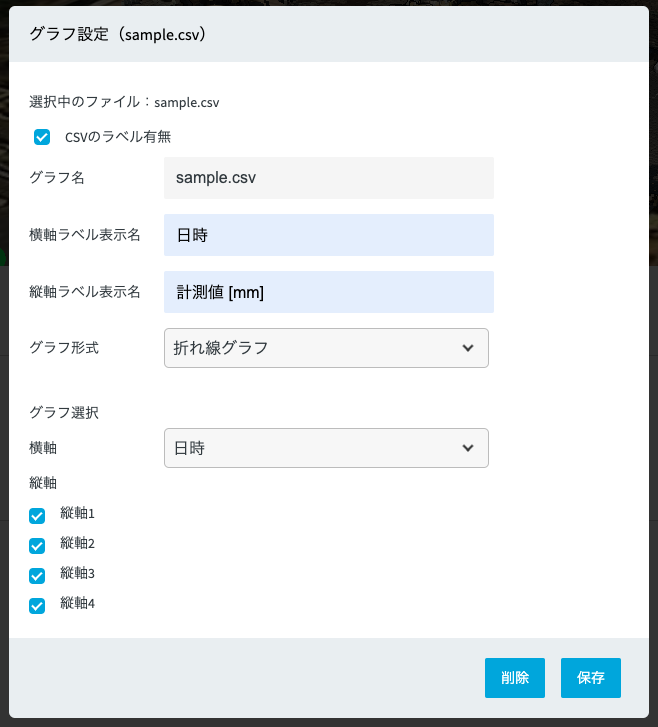 グラフ設定（sample.csv）
選択中のファイル：sample.csv
CSVのラベル有無
グラフ名 sample.csv
横軸ラベル表示名 日時
縦軸ラベル表示名 計測値 [mm]
グラフ形式 折れ線グラフ
グラフ選択
横軸 日時
縦軸
縦軸1
縦軸2
縦軸3
縦軸4
削除 保存